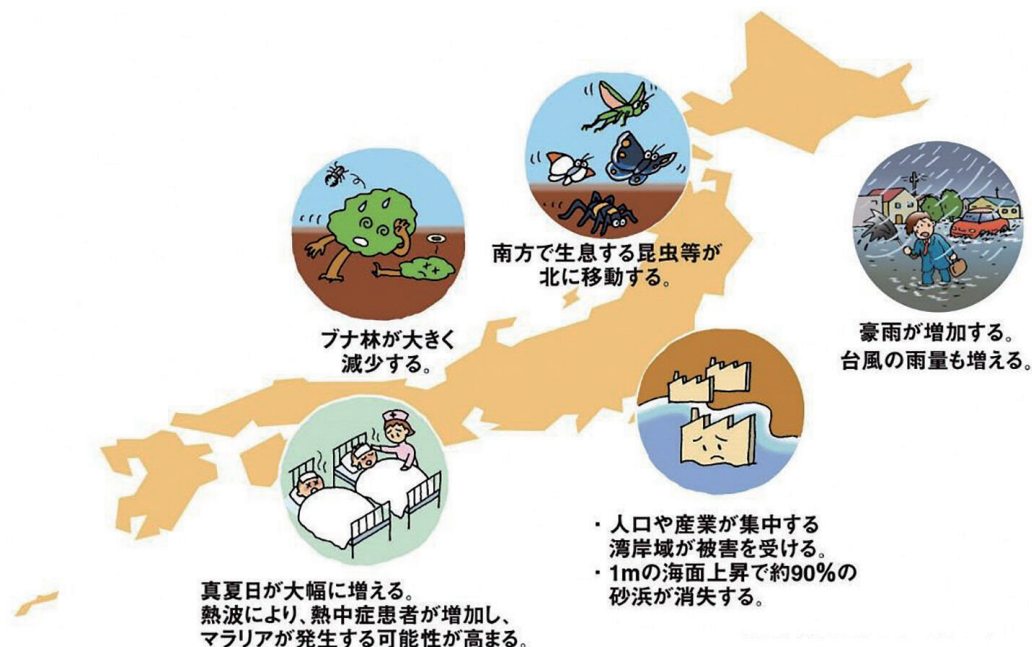 南方で生息する昆虫等が
北に移動する。
ブナ林が大きく
減少する。
豪雨が増加する。
台風の雨量も増える。
真夏日が大幅に増える。
熱波により、熱中症患者が増加し、
マラリアが発生する可能性が高まる。
・人口や産業が集中する
湾岸域が被害を受ける。
・1mの海面上昇で約90%の
砂浜が消失する。